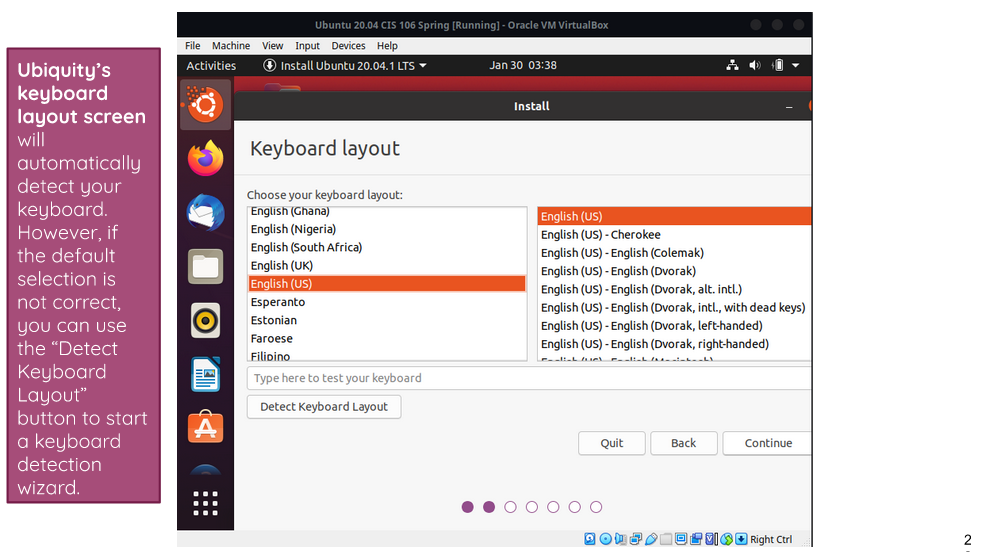 Ubuntu 20.04 CIS 106 Spring [Running] - Oracle VM VirtualBox
File Machine View Input Devices Help
Activities Install Ubuntu 20.04.1 LTS Jan 30 03:38
Ubiquity’s
keyboard
layout screen
will
automatically
detect your
keyboard.
However, if
the default
selection is
not correct,
you can use
the “Detect
Keyboard
Layout”
button to start
a keyboard
detection
wizard.
Install
Keyboard layout
Choose your keyboard layout:
English (Ghana)
English (Nigeria)
English (South Africa)
English (UK)
English (US)
Esperanto
Estonian
Faroese
Filipino
English (US)
English (US) - Cherokee
English (US) - English (Colemak)
English (US) - English (Dvorak)
English (US) - English (Dvorak, alt. intl.)
English (US) - English (Dvorak, intl., with dead keys)
English (US) - English (Dvorak, left-handed)
English (US) - English (Dvorak, right-handed)
English (US) - English (Macintosh)
Type here to test your keyboard
Detect Keyboard Layout
Quit Back Continue
Right Ctrl
2